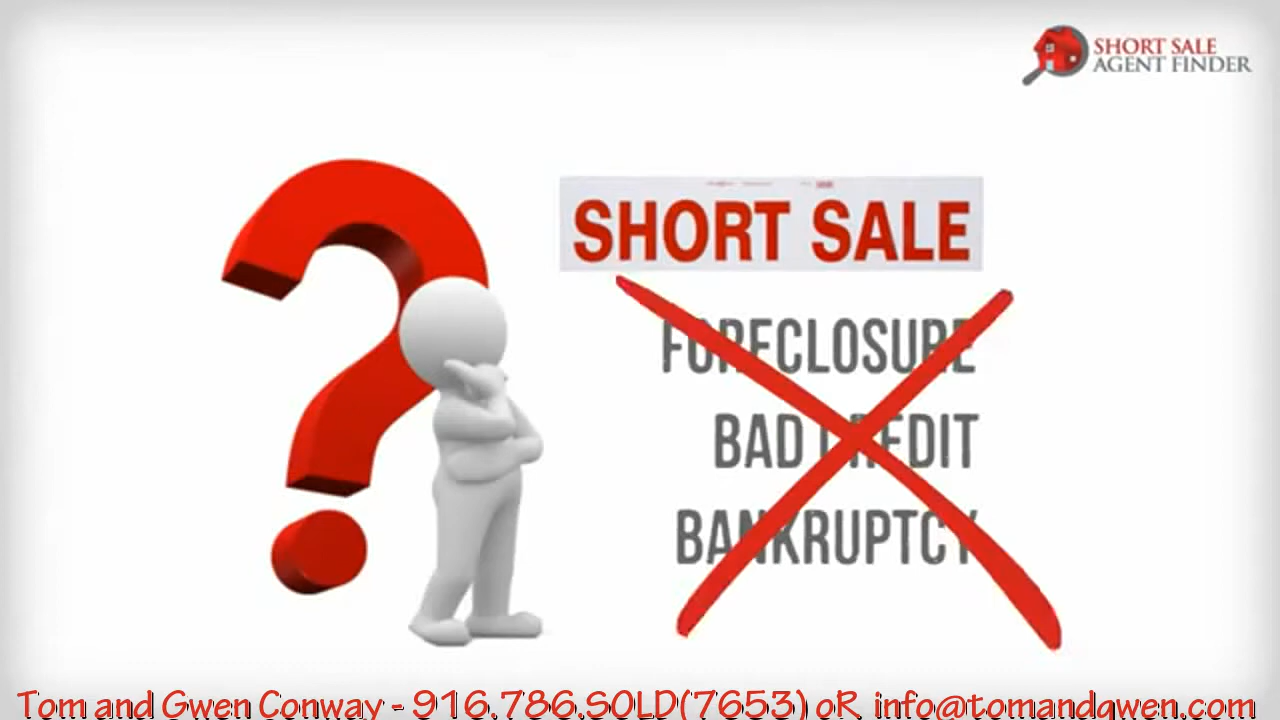 SHORT SALE
AGENT FINDER
SHORT SALE
FORECLOSURE
BAD CREDIT
BANKRUPTCY
Tom and Gwen Conway - 916.786.SOLD(7653) oR info@tomandgwen.com